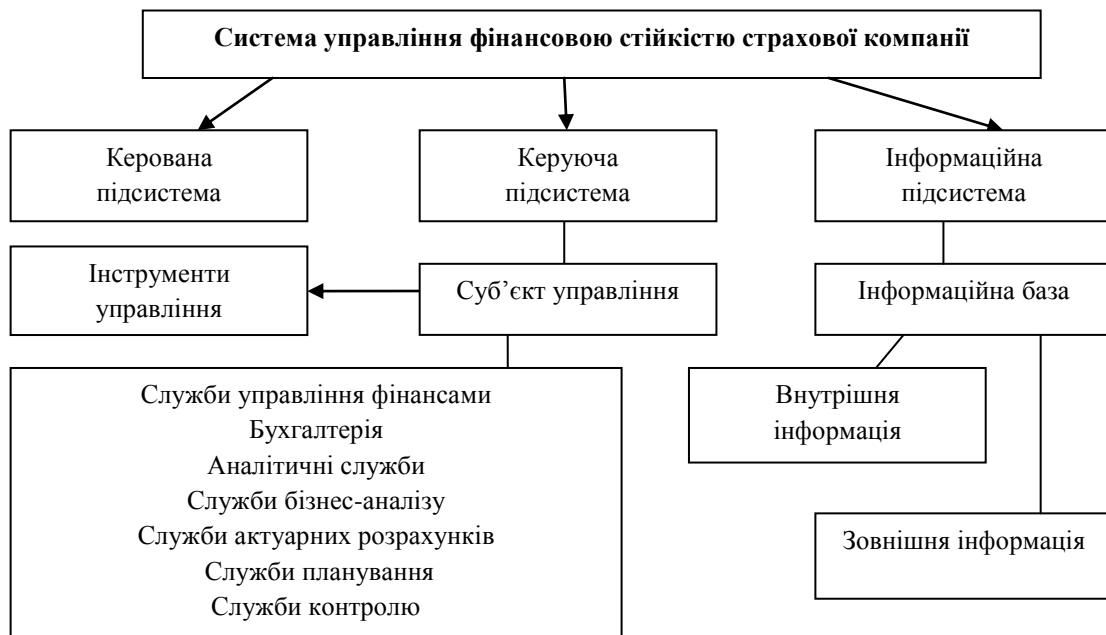 Система управління фінансовою стійкістю страхової компанії
Керована
підсистема
Керуюча
підсистема
Інформаційна
підсистема
Інструменти
управління
Суб’єкт управління
Інформаційна база
Служби управління фінансами
Бухгалтерія
Аналітичні служби
Служби бізнес-аналізу
Служби актуарних розрахунків
Служби планування
Служби контролю
Внутрішня
інформація
Зовнішня інформація